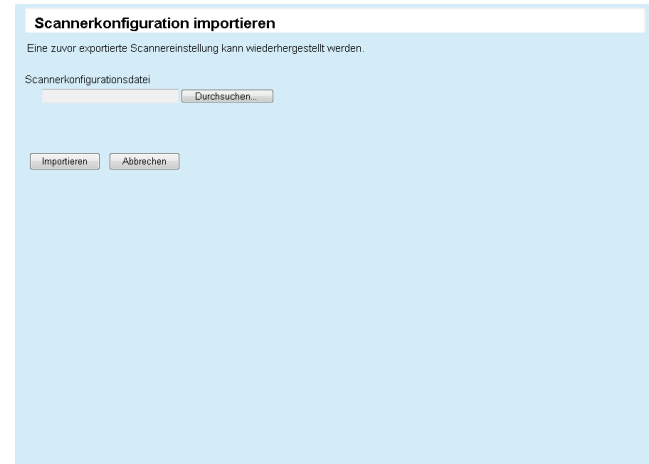 Scannerkonfiguration importieren
Eine zuvor exportierte Scannereinstellung kann wiederhergestellt werden.
Scannerkonfigurationsdatei
Durchsuchen...
Importieren Abbrechen